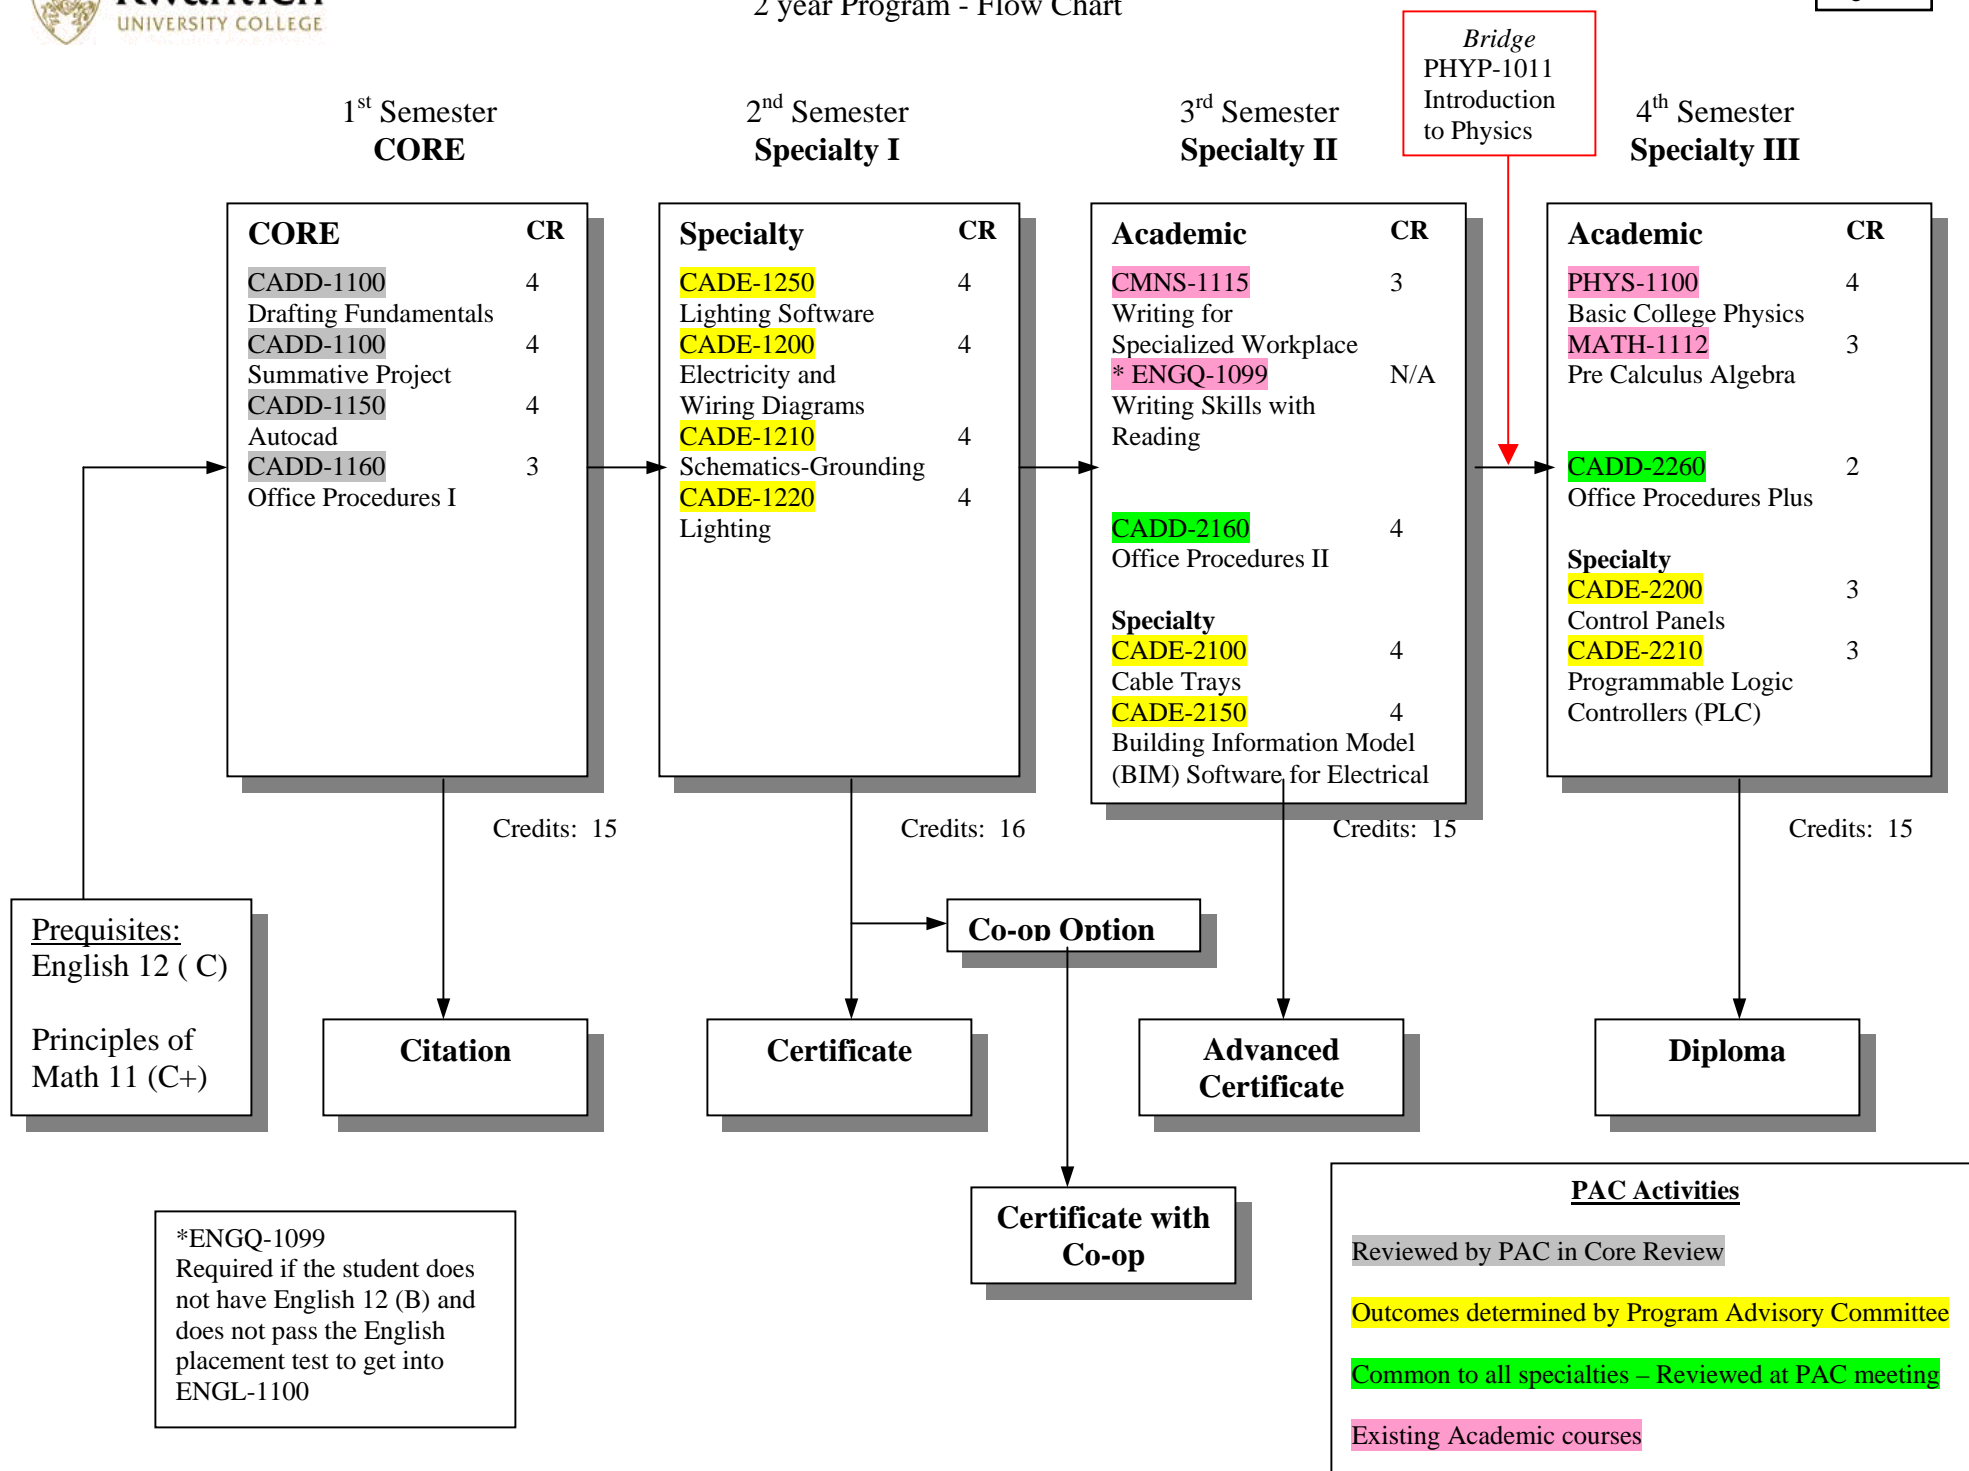 UNIVERSITY COLLEGE
2 year Program - Flow Chart
Bridge
PHYP-1011
Introduction
to Physics
1st Semester
CORE
2nd Semester
Specialty I
3rd Semester
Specialty II
4th Semester
Specialty III
CORE CR
CADD-1100 4
Drafting Fundamentals
CADD-1100 4
Summative Project
CADD-1150 4
Autocad
CADD-1160 3
Office Procedures I
Specialty CR
CADE-1250 4
Lighting Software
CADE-1200 4
Electricity and
Wiring Diagrams
CADE-1210 4
Schematics-Grounding
CADE-1220 4
Lighting
Academic CR
CMNS-1115 3
Writing for
Specialized Workplace
* ENGQ-1099 N/A
Writing Skills with
Reading
CADD-2160 4
Office Procedures II
Specialty
CADE-2100 4
Cable Trays
CADE-2150 4
Building Information Model
(BIM) Software for Electrical
Academic CR
PHYS-1100 4
Basic College Physics
MATH-1112 3
Pre Calculus Algebra
CADD-2260 2
Office Procedures Plus
Specialty
CADE-2200 3
Control Panels
CADE-2210 3
Programmable Logic
Controllers (PLC)
Credits: 15
Credits: 16
Credits: 15
Credits: 15
Prequisites:
English 12 ( C)
Principles of
Math 11 (C+)
Co-op Option
Citation
Certificate
Advanced
Certificate
Diploma
Certificate with
Co-op
*ENGQ-1099
Required if the student does
not have English 12 (B) and
does not pass the English
placement test to get into
ENGL-1100
PAC Activities
Reviewed by PAC in Core Review
Outcomes determined by Program Advisory Committee
Common to all specialties – Reviewed at PAC meeting
Existing Academic courses